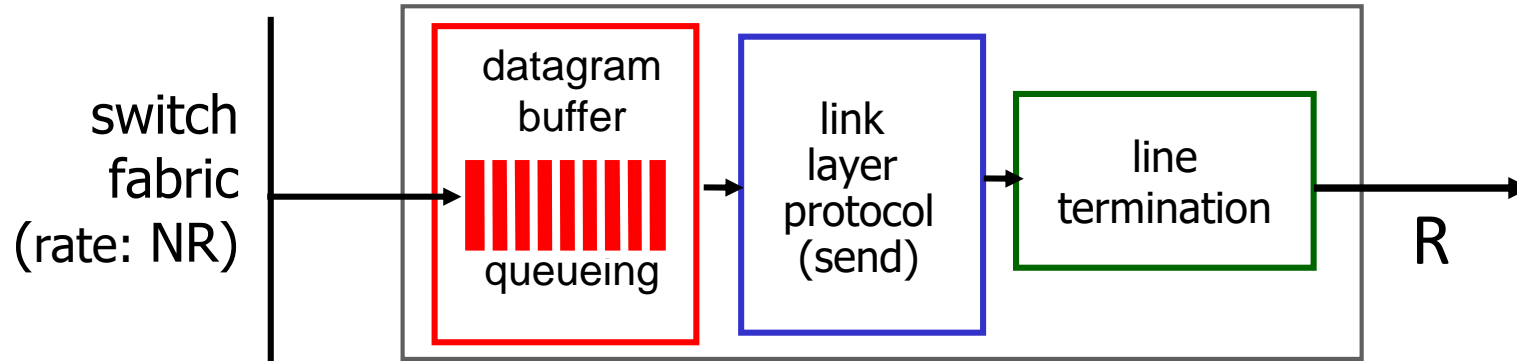 switch
fabric
(rate: NR)
datagram
buffer
queueing
link
layer
protocol
(send)
line
termination
R